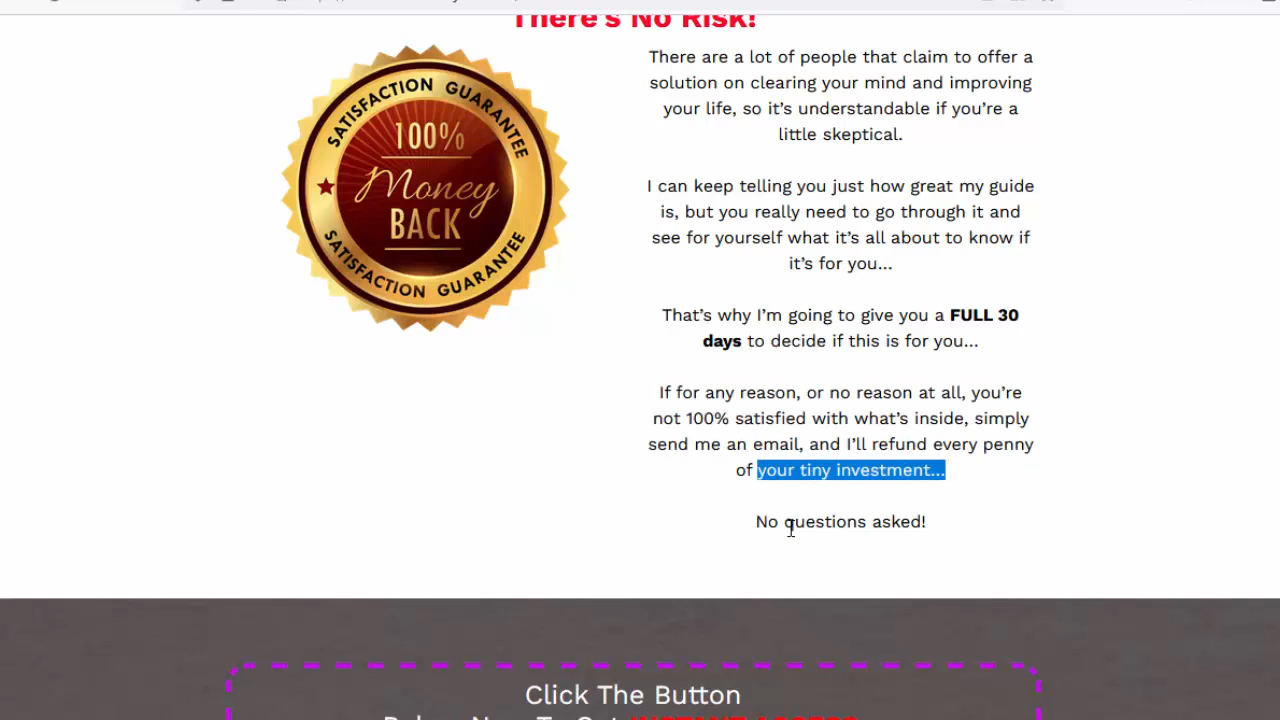 There's No Risk!
SATISFACTION GUARANTEE
100%
Money
BACK
SATISFACTION GUARANTEE
There are a lot of people that claim to offer a
solution on clearing your mind and improving
your life, so it’s understandable if you’re a
little skeptical.
I can keep telling you just how great my guide
is, but you really need to go through it and
see for yourself what it’s all about to know if
it’s for you...
That’s why I’m going to give you a FULL 30
days to decide if this is for you...
If for any reason, or no reason at all, you’re
not 100% satisfied with what’s inside, simply
send me an email, and I’ll refund every penny
of your tiny investment...
No questions asked!
Click The Button
Below Now To Get INSTANT ACCESS